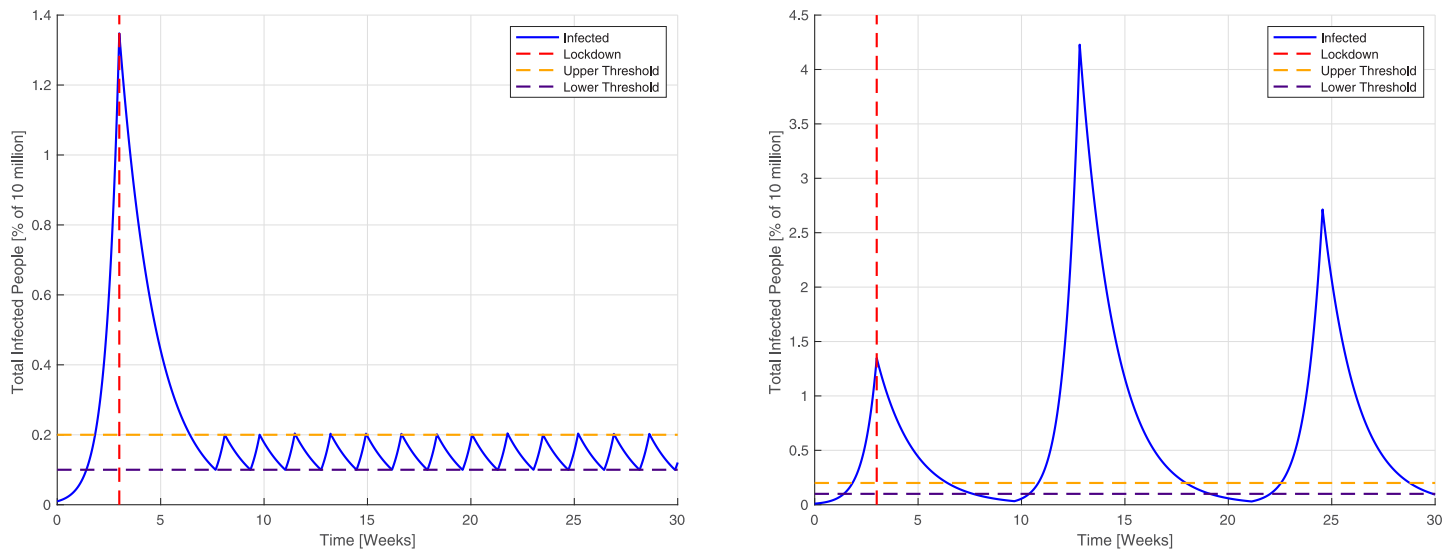 1.4
1.2
1
0.8
0.6
0.4
0.2
0
0 5 10 15 20 25 30
Total Infected People [% of 10 million]
Time [Weeks]
Infected
Lockdown
Upper Threshold
Lower Threshold
4.5
4
3.5
3
2.5
2
1.5
1
0.5
0
0 5 10 15 20 25 30
Total Infected People [% of 10 million]
Time [Weeks]
Infected
Lockdown
Upper Threshold
Lower Threshold